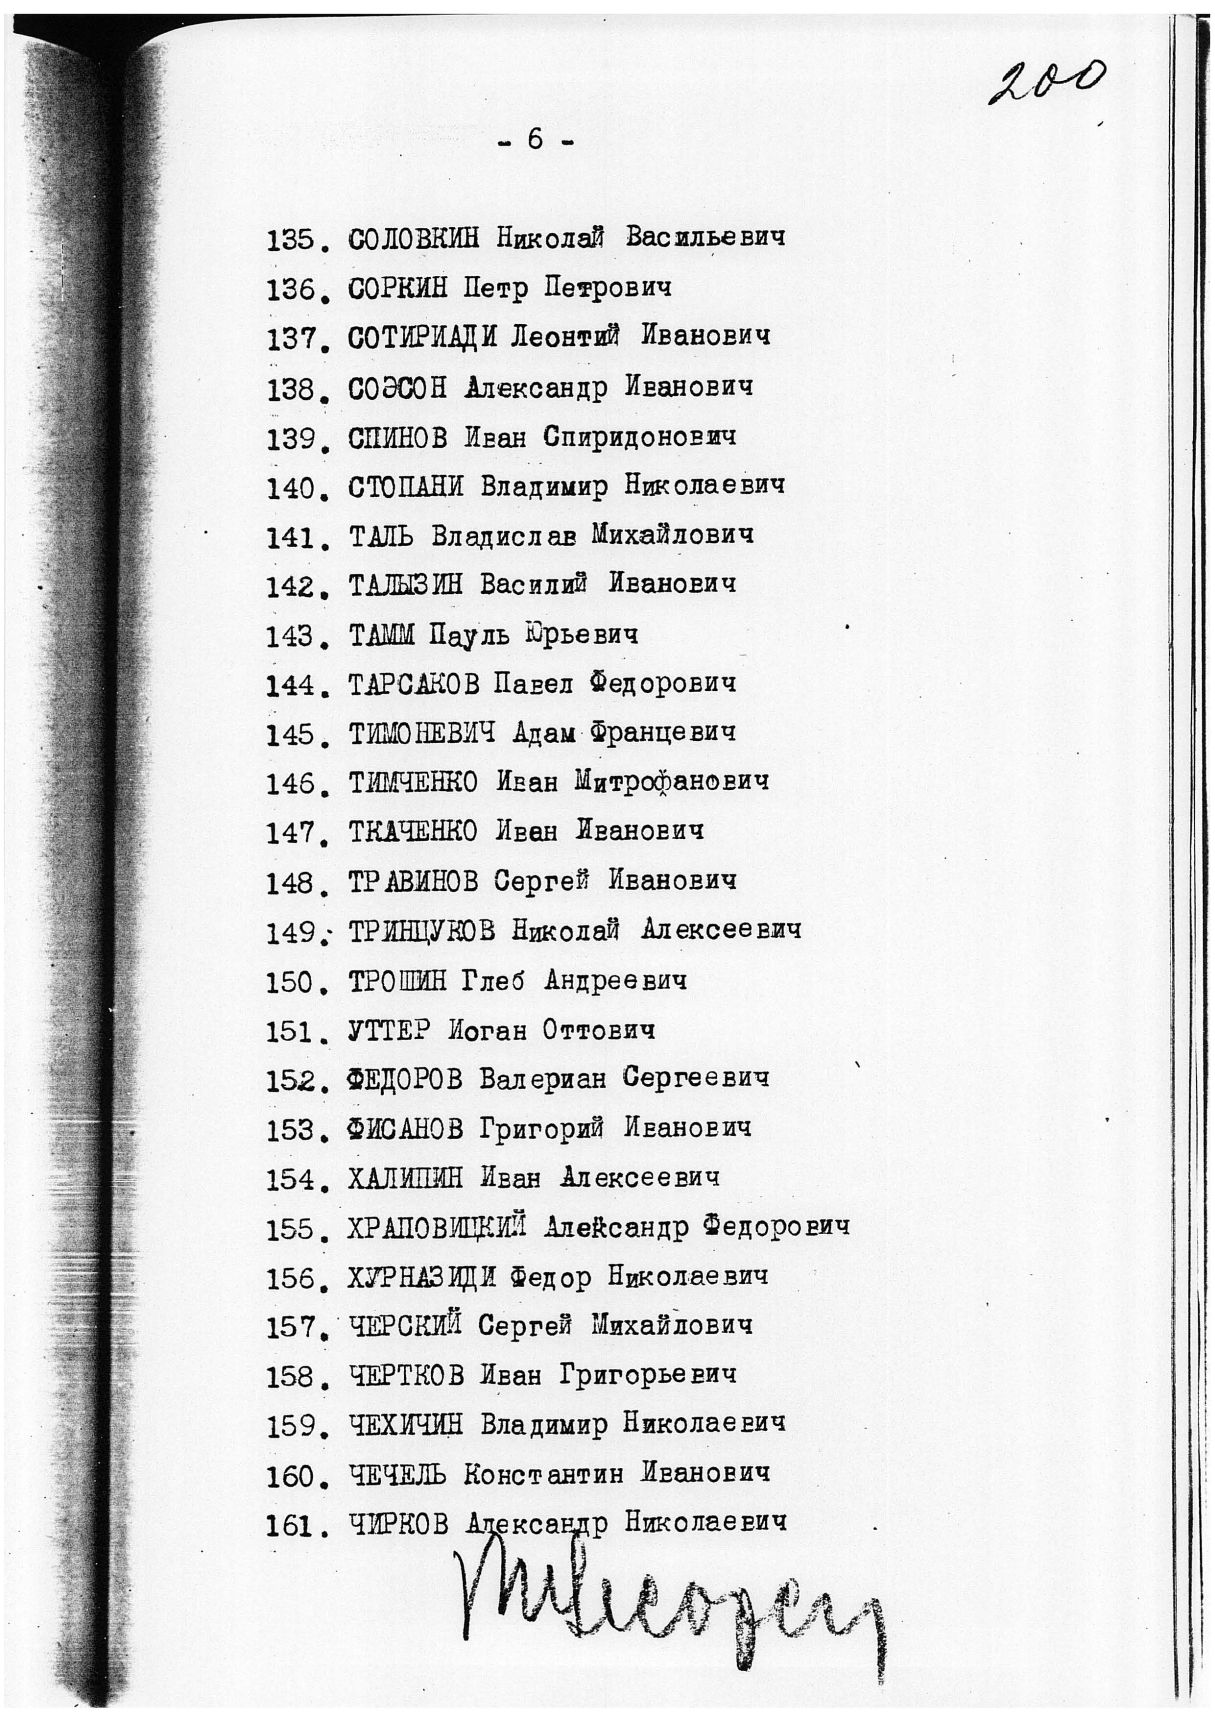 200
- 6 -
135. СОЛОВКИН Николай Васильевич
136. СОРКИН Петр Петрович
137. СОТИРИАДИ Леонтий Иванович
138. СОЭСОН Александр Иванович
139. СПИНОВ Иван Спиридонович
140. СТОПАНИ Владимир Николаевич
141. ТАЛЬ Владислав Михайлович
142. ТАЛЫЗИН Василий Иванович
143. ТАММ Пауль Юрьевич
144. ТАРСАКОВ Павел Федорович
145. ТИМОНЕВИЧ Адам Францевич
146. ТИМЧЕНКО Иван Митрофанович
147. ТКАЧЕНКО Иван Иванович
148. ТРАВИНОВ Сергей Иванович
149. ТРИНЦУКОВ Николай Алексеевич
150. ТРОШИН Глеб Андреевич
151. УТТЕР Иоган Оттович
152. ФЕДОРОВ Валериан Сергеевич
153. ФИСАНОВ Григорий Иванович
154. ХАЛИПИН Иван Алексеевич
155. ХРАПОВИЦКИЙ Александр Федорович
156. ХУРНАЗИДИ Федор Николаевич
157. ЧЕРСКИЙ Сергей Михайлович
158. ЧЕРТКОВ Иван Григорьевич
159. ЧЕХИЧИН Владимир Николаевич
160. ЧЕЧЕЛЬ Константин Иванович
161. ЧИРКОВ Александр Николаевич